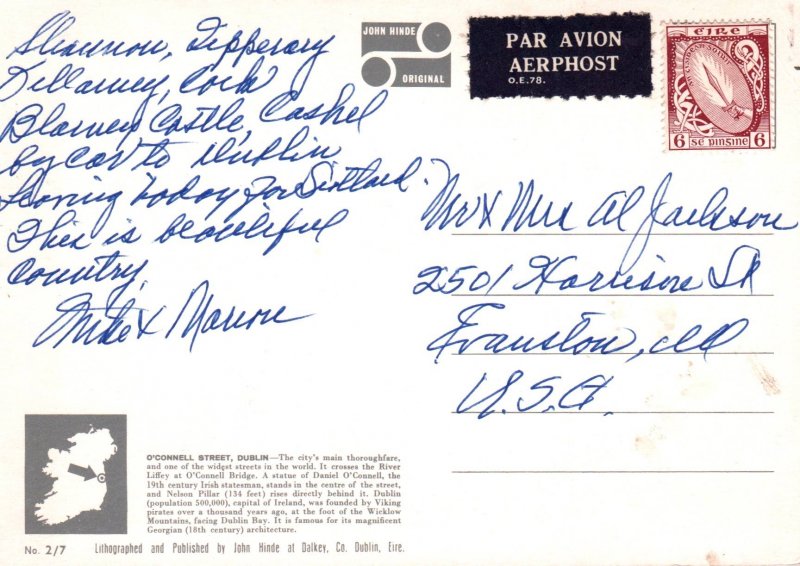 Shannon, Tipperary
Killarney, Cork
Blarney Castle, Cashel
by car to Dublin
Leaving today for Scotland.
This is beautiful
Country.
Mike & Marion
JOHN HINDE
ORIGINAL
PAR AVION
AERPHOST
O.E.78.
EIRE
6 se pinsine 6
Mr & Mrs Al Jackson
2501 Harrison St
Evanston, Ill
U.S.A.
O'CONNELL STREET, DUBLIN—The city's main thoroughfare,
and one of the widest streets in the world. It crosses the River
Liffey at O'Connell Bridge. A statue of Daniel O'Connell, the
19th century Irish statesman, stands in the centre of the street,
and Nelson Pillar (134 feet) rises directly behind it. Dublin
(population 500,000), capital of Ireland, was founded by Viking
pirates over a thousand years ago, at the foot of the Wicklow
Mountains, facing Dublin Bay. It is famous for its magnificent
Georgian (18th century) architecture.
No. 2/7 Lithographed and Published by John Hinde at Dalkey, Co. Dublin, Eire.